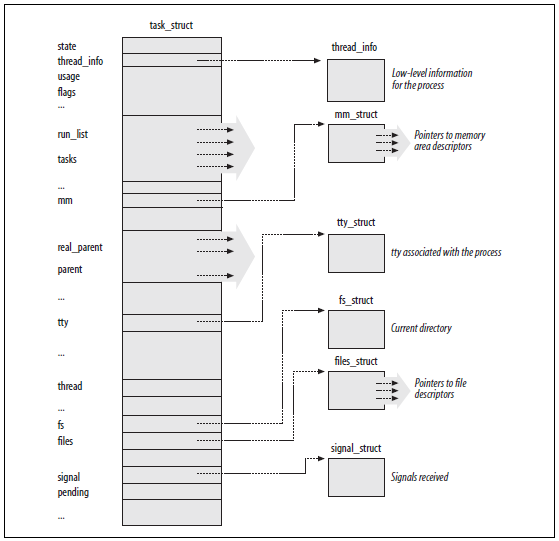 task_struct
state
thread_info
usage
flags
...
run_list
tasks
...
mm
real_parent
parent
...
tty
...
thread
...
fs
files
signal
pending
...
thread_info
Low-level information
for the process
mm_struct
Pointers to memory
area descriptors
tty_struct
tty associated with the process
fs_struct
Current directory
files_struct
Pointers to file
descriptors
signal_struct
Signals received